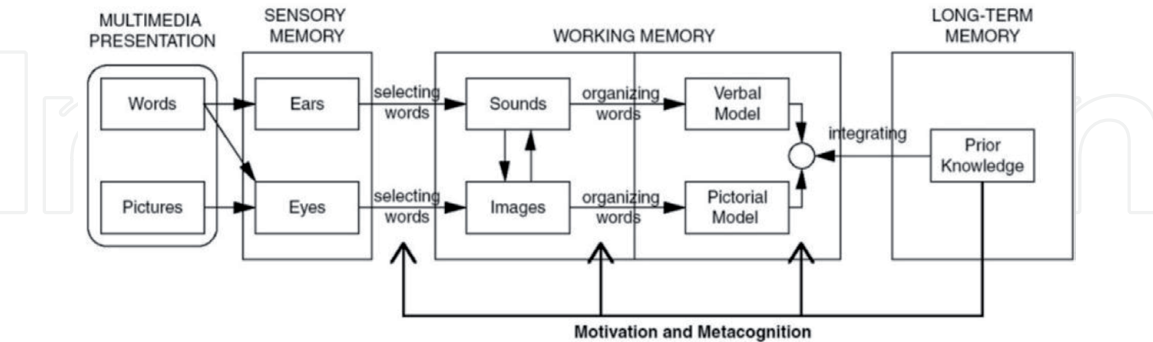 MULTIMEDIA
PRESENTATION
SENSORY
MEMORY
WORKING MEMORY
LONG-TERM
MEMORY
Words
Ears
selecting
words
Sounds
organizing
words
Verbal
Model
integrating
Prior
Knowledge
Pictures
Eyes
selecting
words
Images
organizing
words
Pictorial
Model
Motivation and Metacognition